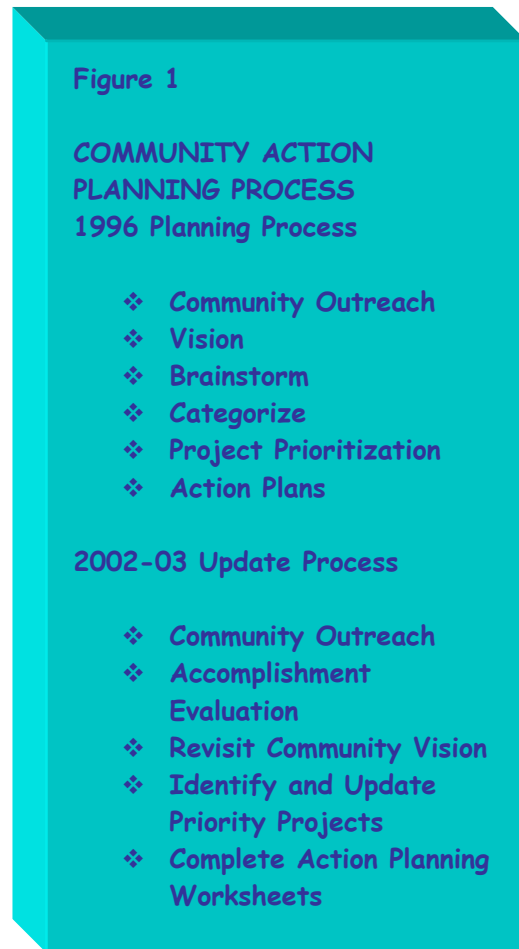 Figure 1
COMMUNITY ACTION
PLANNING PROCESS
1996 Planning Process
❖ Community Outreach
❖ Vision
❖ Brainstorm
❖ Categorize
❖ Project Prioritization
❖ Action Plans
2002-03 Update Process
❖ Community Outreach
❖ Accomplishment
Evaluation
❖ Revisit Community Vision
❖ Identify and Update
Priority Projects
❖ Complete Action Planning
Worksheets